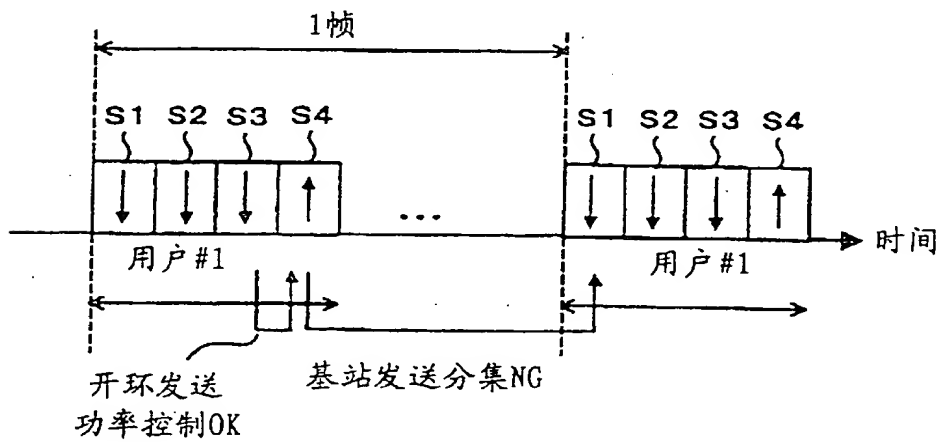 1帧
S1 S2 S3 S4
S1 S2 S3 S4
...
时间
用户#1
用户#1
开环发送
功率控制OK
基站发送分集NG